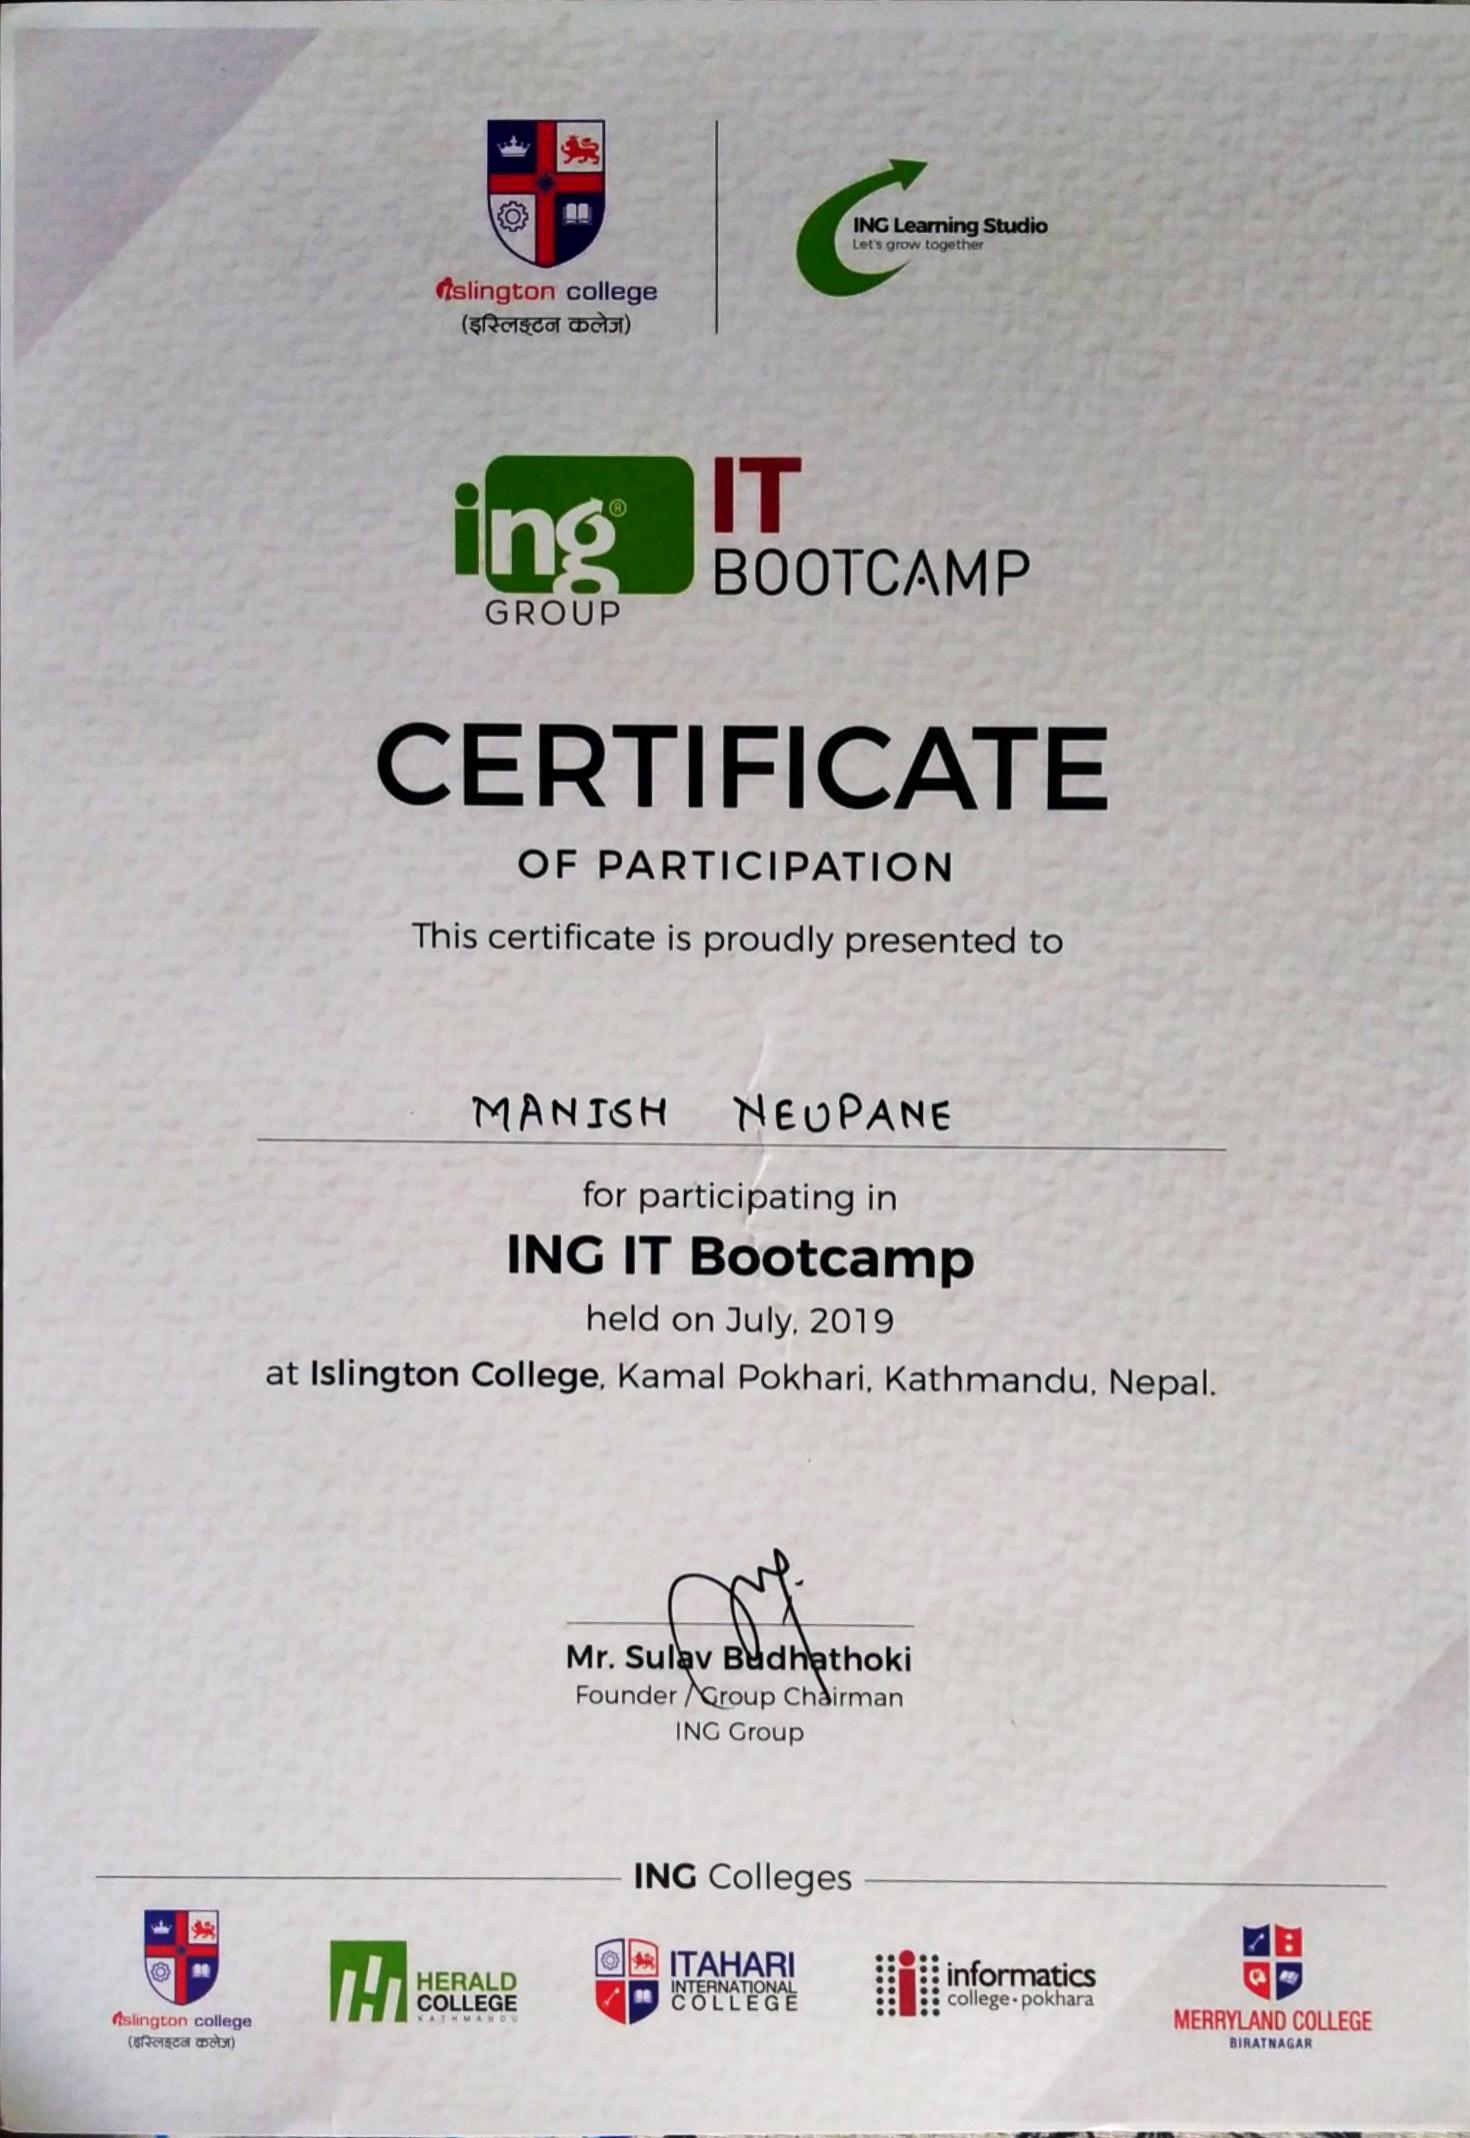 ING Learning Studio
Let's grow together
islington college
(इस्लिङ्टन कलेज)
ing®
GROUP
IT
BOOTCAMP
CERTIFICATE
OF PARTICIPATION
This certificate is proudly presented to
MANISH NEUPANE
for participating in
ING IT Bootcamp
held on July, 2019
at Islington College, Kamal Pokhari, Kathmandu, Nepal.
Mr. Sulav Budhathoki
Founder / Group Chairman
ING Group
ING Colleges
islington college
(इस्लिङ्टन कलेज)
HERALD
COLLEGE
KATHMANDU
ITAHARI
INTERNATIONAL
COLLEGE
informatics
college•pokhara
MERRYLAND COLLEGE
BIRATNAGAR